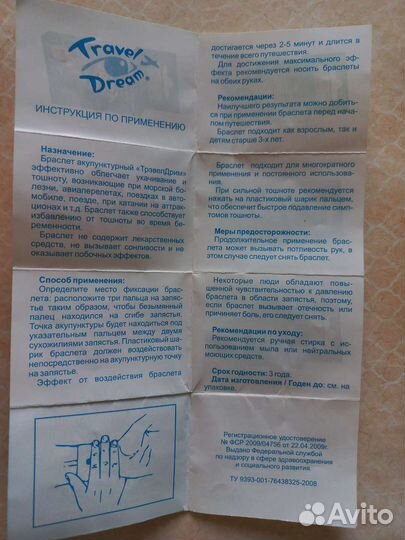 Travel
Dream®
ИНСТРУКЦИЯ ПО ПРИМЕНЕНИЮ
Назначение:
Браслет акупунктурный «ТрэвелДрим»
эффективно облегчает укачивание и
тошноту, возникающие при морской бо-
лезни, авиаперелетах, поездках в авто-
мобиле, поезде, при катании на аттрак-
ционах и т.д. Браслет также способствует
избавлению от тошноты во время бе-
ременности.
Браслет не содержит лекарственных
средств, не вызывает сонливости и не
оказывает побочных эффектов.
Способ применения:
Определите место фиксации брас-
лета: расположите три пальца на запяс-
тье таким образом, чтобы безымянный
палец находился на сгибе запястья.
Точка акупунктуры будет находиться под
указательным пальцем между двумя
сухожилиями запястья. Пластиковый ша-
рик браслета должен воздействовать
непосредственно на акупунктурную точку
на запястье.
Эффект от воздействия браслета
достигается через 2-5 минут и длится в
течение всего путешествия.
Для достижения максимального эф-
фекта рекомендуется носить браслеты
на обеих руках.
Рекомендации:
Наилучшего результата можно добить-
ся при применении браслета перед нача-
лом путешествия.
Браслет подходит как взрослым, так и
детям старше 3-х лет.
Браслет подходит для многократного
применения и постоянного использова-
ния.
При сильной тошноте рекомендуется
нажать на пластиковый шарик пальцем,
что обеспечит быстрое подавление симп-
томов тошноты.
Меры предосторожности:
Продолжительное применение брас-
лета может вызывать потливость рук, в
этом случае следует снять браслет.
Некоторые люди обладают повы-
шенной чувствительностью к давлению
браслета в области запястья, поэтому,
если браслет вызывает отечность или
причиняет боль, его следует снять.
Рекомендации по уходу:
Рекомендуется ручная стирка с ис-
пользованием мыла или нейтральных
моющих средств.
Срок годности: 3 года.
Дата изготовления / Годен до: см. на
упаковке.
Регистрационное удостоверение
№ ФСР 2009/04756 от 22.04.2009г.
Выдано Федеральной службой
по надзору в сфере здравоохранения
и социального развития.
ТУ 9393-001-76438325-2008
Avito